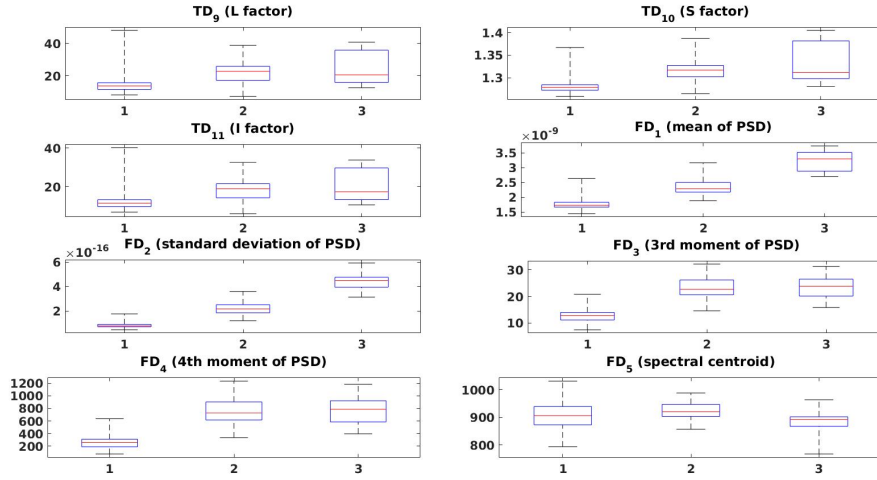 TD9 (L factor)
40
20
1 2 3
TD10 (S factor)
1.4
1.3
1 2 3
TD11 (I factor)
40
20
1 2 3
FD1 (mean of PSD)
×10-9
3.5
2.5
1.5
1 2 3
FD2 (standard deviation of PSD)
×10-16
6
4
2
1 2 3
FD3 (3rd moment of PSD)
30
20
10
1 2 3
FD4 (4th moment of PSD)
1200
1000
800
600
400
200
1 2 3
FD5 (spectral centroid)
1000
900
800
1 2 3